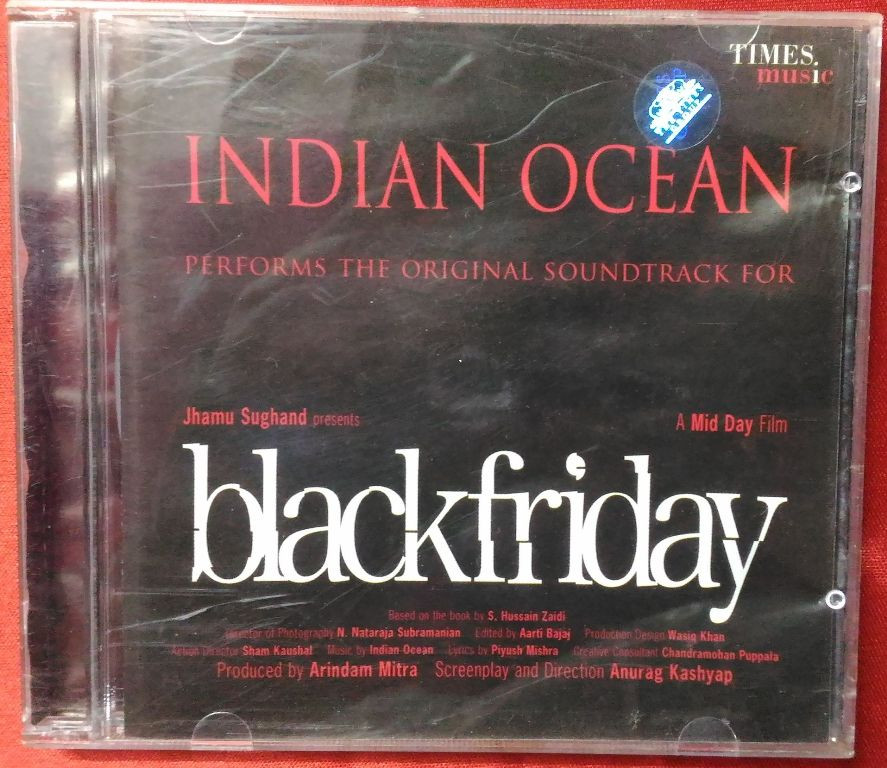 TIMES.
music
INDIAN OCEAN
PERFORMS THE ORIGINAL SOUNDTRACK FOR
Jhamu Sughand presents
A Mid Day Film
blackfriday
Based on the book by S. Hussain Zaidi
Director of Photography N. Nataraja Subramanian Edited by Aarti Bajaj Production Design Wasiq Khan
Action Director Sham Kaushal Music by Indian Ocean Lyrics by Piyush Mishra Creative Consultant Chandramohan Puppala
Produced by Arindam Mitra Screenplay and Direction Anurag Kashyap